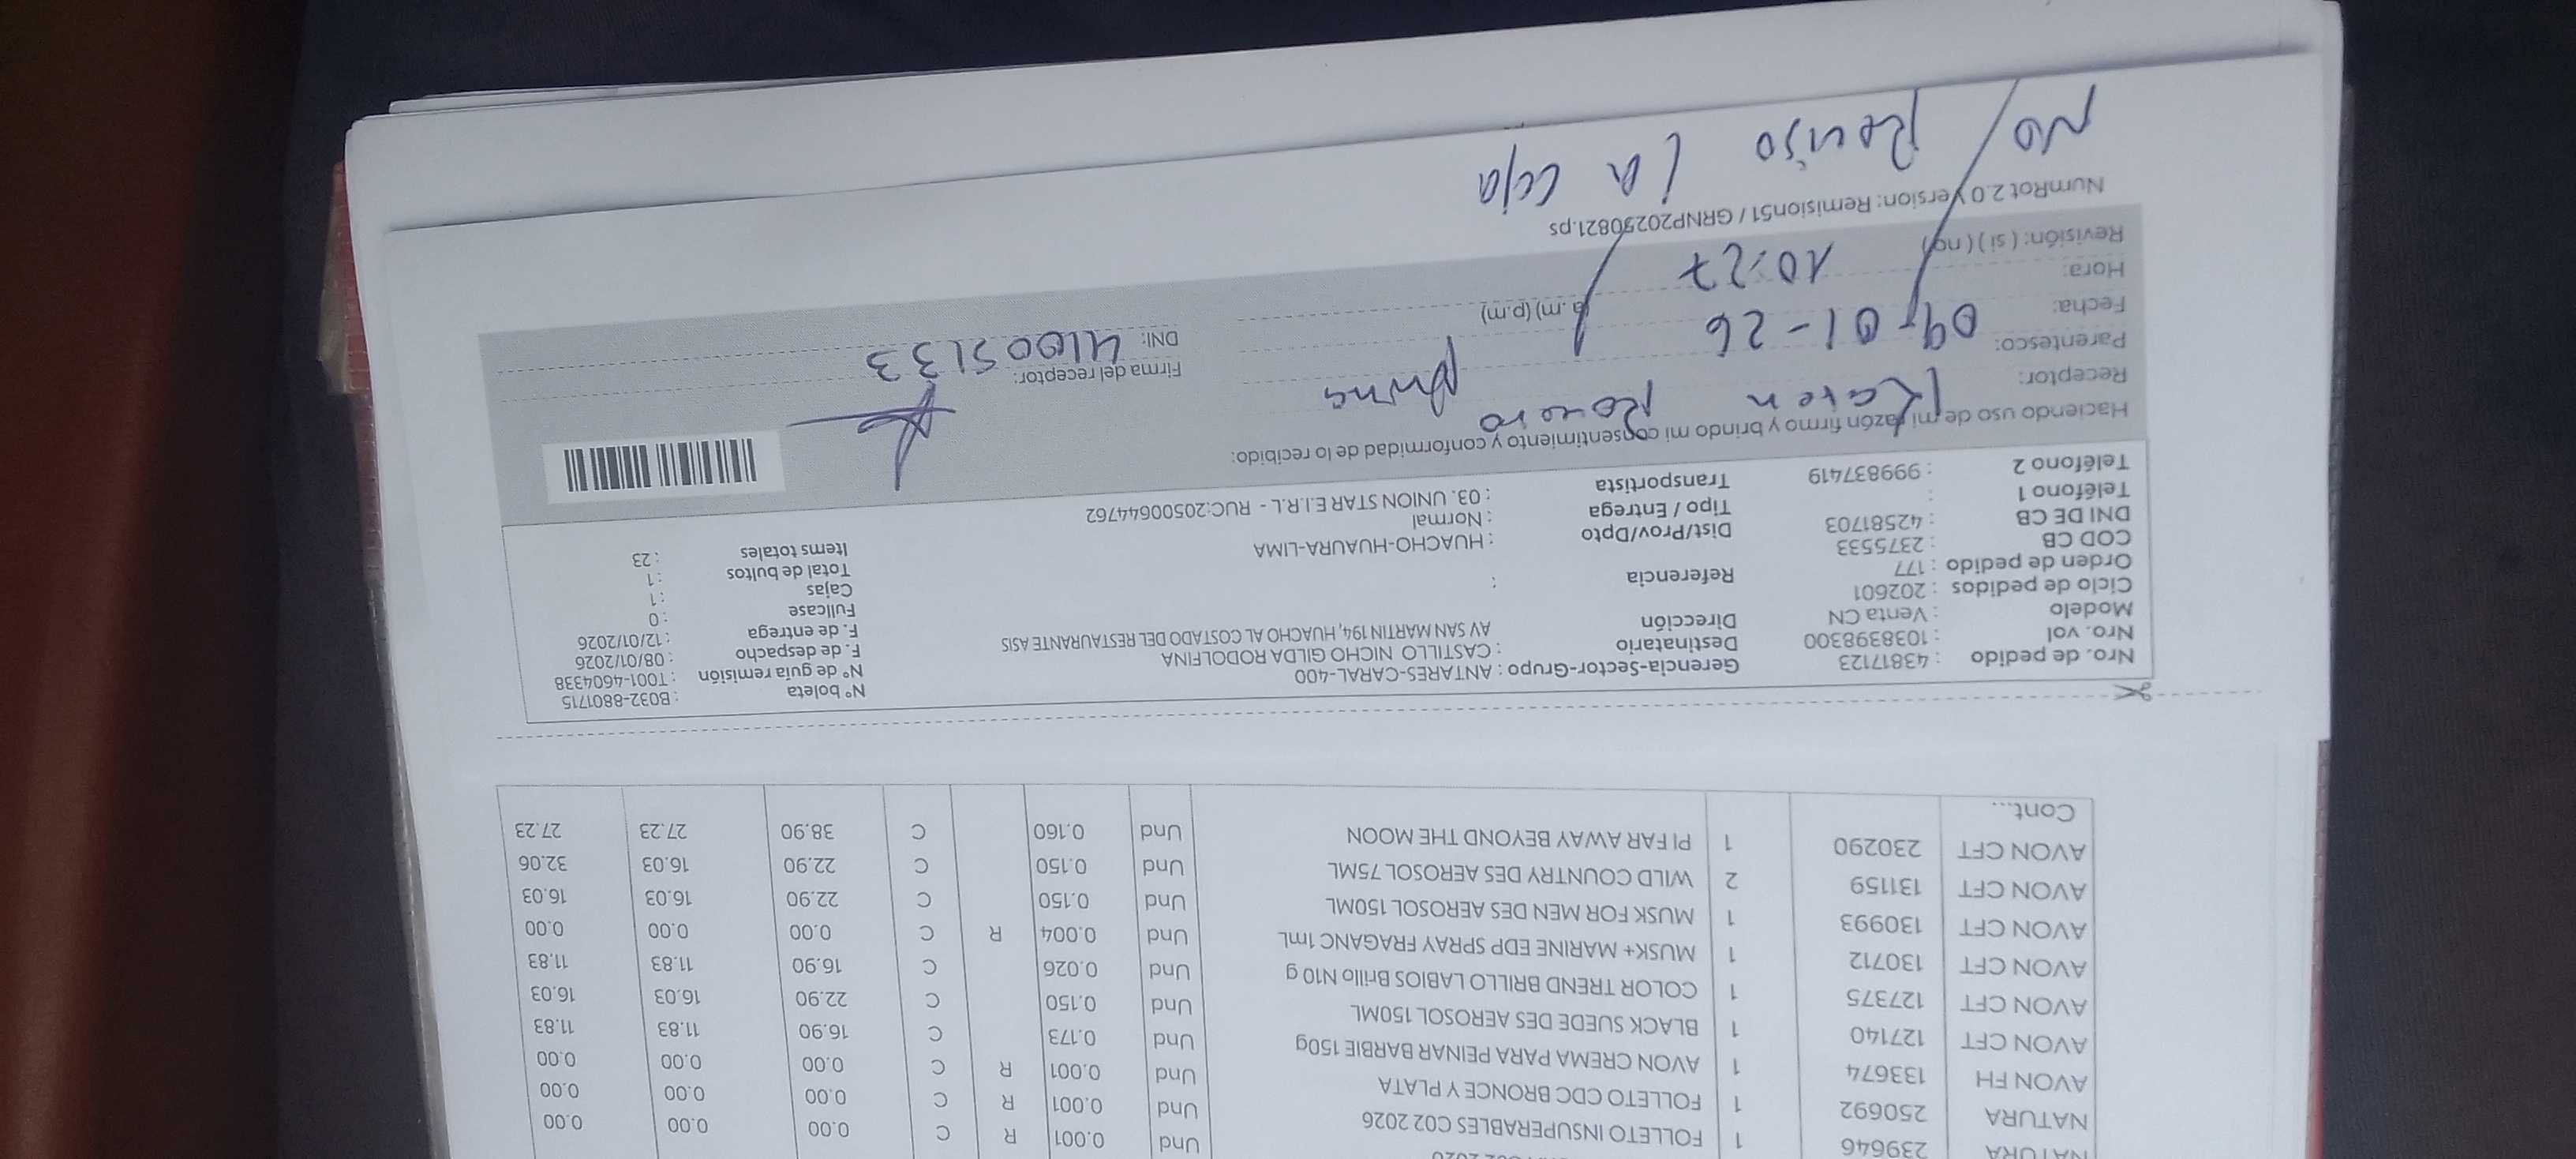 2026 Und 0.001 R C 0.00 0.00 0.00
NATURA 239646 1 FOLLETO INSUPERABLES C02 2026 Und 0.001 R C 0.00 0.00 0.00
NATURA 250692 1 FOLLETO CDC BRONCE Y PLATA Und 0.001 R C 0.00 0.00 0.00
AVON FH 133674 1 AVON CREMA PARA PEINAR BARBIE 150g Und 0.173 C 16.90 11.83 11.83
AVON CFT 127140 1 BLACK SUEDE DES AEROSOL 150ML Und 0.150 C 22.90 16.03 16.03
AVON CFT 127375 1 COLOR TREND BRILLO LABIOS Brillo N10 g Und 0.026 C 16.90 11.83 11.83
AVON CFT 130712 1 MUSK+ MARINE EDP SPRAY FRAGANC 1mL Und 0.004 R C 0.00 0.00 0.00
AVON CFT 130993 1 MUSK FOR MEN DES AEROSOL 150ML Und 0.150 C 22.90 16.03 16.03
AVON CFT 131159 2 WILD COUNTRY DES AEROSOL 75ML Und 0.150 C 22.90 16.03 32.06
AVON CFT 230290 1 PI FAR AWAY BEYOND THE MOON Und 0.160 C 38.90 27.23 27.23
Cont...
Nro. de pedido : 43817123 Gerencia-Sector-Grupo : ANTARES-CARAL-400 N° boleta : B032-8801715
Nro. vol : 1038398300 Destinatario : CASTILLO NICHO GILDA RODOLFINA N° de guía remisión : T001-4604338
Modelo : Venta CN Dirección AV SAN MARTIN 194, HUACHO AL COSTADO DEL RESTAURANTE ASIS F. de despacho : 08/01/2026
Ciclo de pedidos : 202601 F. de entrega : 12/01/2026
Orden de pedido : 177 Referencia : Fullcase : 0
COD CB : 2375533 Dist/Prov/Dpto : HUACHO-HUAURA-LIMA Cajas : 1
DNI DE CB : 42581703 Tipo / Entrega : Normal Total de bultos : 1
Teléfono 1 : Transportista : 03. UNION STAR E.I.R.L - RUC:20500644762 Items totales : 23
Teléfono 2 : 999837419
Haciendo uso de mi razón firmo y brindo mi consentimiento y conformidad de lo recibido:
Receptor: Karen Romero Firma del receptor:
Parentesco: Prima DNI: 41005133
Fecha: 09-01-26
Hora: 10:27 (a.m) (p.m)
Revisión: ( si ) ( no )
NumRot 2.0 Version: Remision51 / GRNP20250821.ps
No Reviso la caja